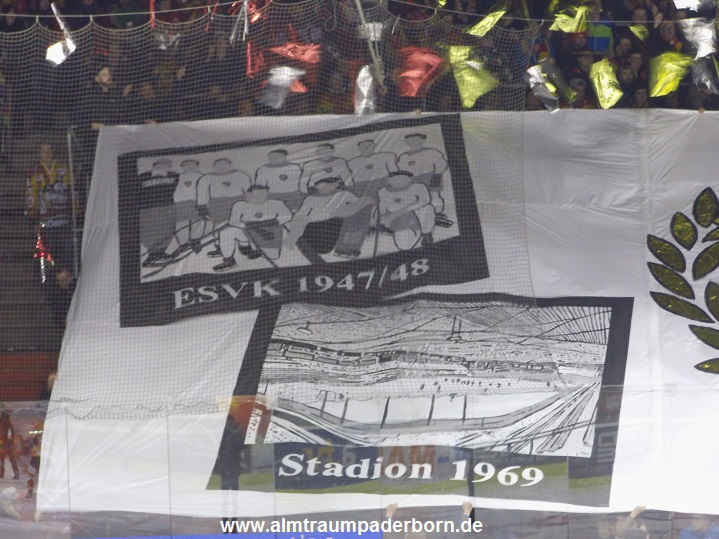 ESVK 1947/48
Stadion 1969
www.almtraumpaderborn.de